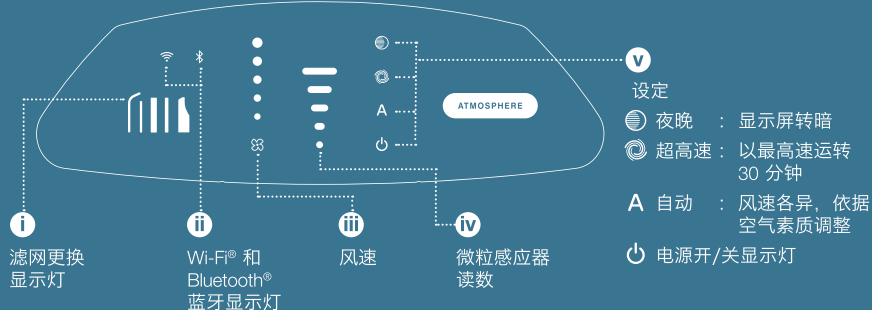 ATMOSPHERE
A
i
滤网更换
显示灯
ii
Wi-Fi® 和
Bluetooth®
蓝牙显示灯
iii
风速
iv
微粒感应器
读数
v
设定
夜晚 : 显示屏转暗
超高速 : 以最高速运转
30 分钟
A 自动 : 风速各异，依据
空气素质调整
电源开/关显示灯